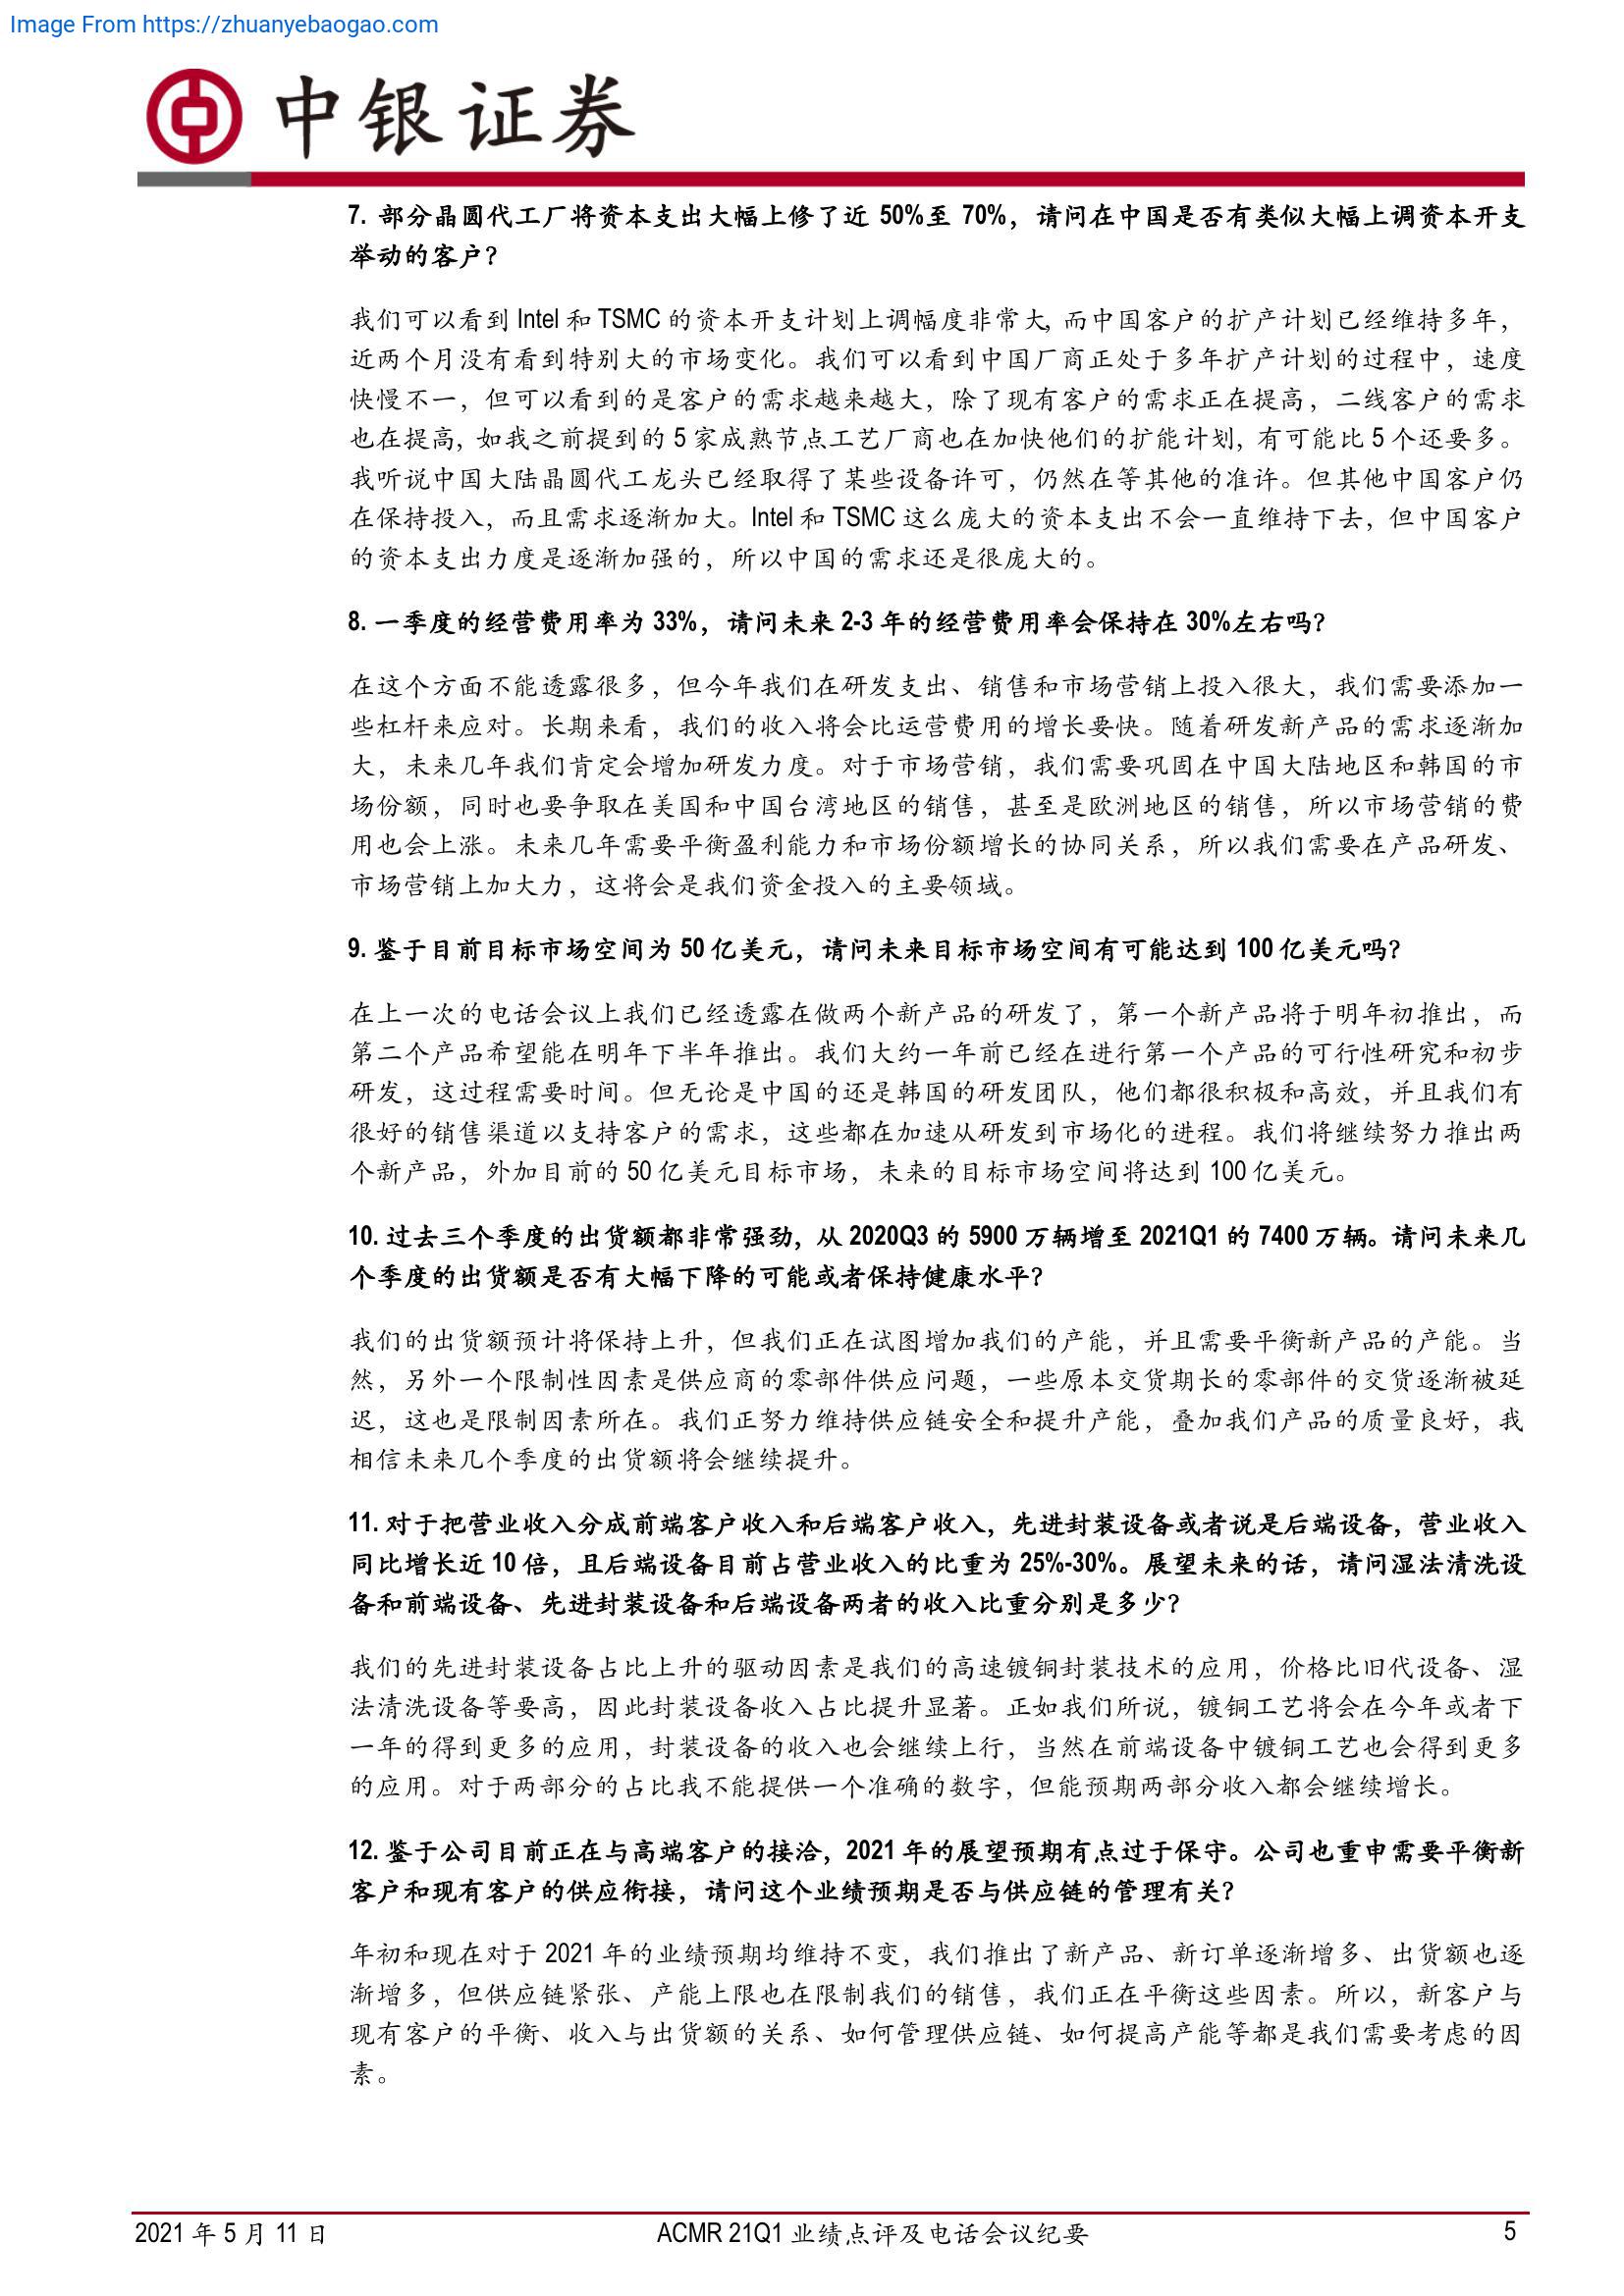 Image From https://zhuanyebaogao.com
中银证券
7. 部分晶圆代工厂将资本支出大幅上修了近 50%至 70%，请问在中国是否有类似大幅上调资本开支
举动的客户？
我们可以看到 Intel 和 TSMC 的资本开支计划上调幅度非常大，而中国客户的扩产计划已经维持多年，
近两个月没有看到特别大的市场变化。我们可以看到中国厂商正处于多年扩产计划的过程中，速度
快慢不一，但可以看到的是客户的需求越来越大，除了现有客户的需求正在提高，二线客户的需求
也在提高，如我之前提到的 5 家成熟节点工艺厂商也在加快他们的扩能计划，有可能比 5 个还要多。
我听说中国大陆晶圆代工龙头已经取得了某些设备许可，仍然在等其他的准许。但其他中国客户仍
在保持投入，而且需求逐渐加大。Intel 和 TSMC 这么庞大的资本支出不会一直维持下去，但中国客户
的资本支出力度是逐渐加强的，所以中国的需求还是很庞大的。
8. 一季度的经营费用率为 33%，请问未来 2-3 年的经营费用率会保持在 30%左右吗？
在这个方面不能透露很多，但今年我们在研发支出、销售和市场营销上投入很大，我们需要添加一
些杠杆来应对。长期来看，我们的收入将会比运营费用的增长要快。随着研发新产品的需求逐渐加
大，未来几年我们肯定会增加研发力度。对于市场营销，我们需要巩固在中国大陆地区和韩国的市
场份额，同时也要争取在美国和中国台湾地区的销售，甚至是欧洲地区的销售，所以市场营销的费
用也会上涨。未来几年需要平衡盈利能力和市场份额增长的协同关系，所以我们需要在产品研发、
市场营销上加大力，这将会是我们资金投入的主要领域。
9. 鉴于目前目标市场空间为 50 亿美元，请问未来目标市场空间有可能达到 100 亿美元吗？
在上一次的电话会议上我们已经透露在做两个新产品的研发了，第一个新产品将于明年初推出，而
第二个产品希望能在明年下半年推出。我们大约一年前已经在进行第一个产品的可行性研究和初步
研发，这过程需要时间。但无论是中国的还是韩国的研发团队，他们都很积极和高效，并且我们有
很好的销售渠道以支持客户的需求，这些都在加速从研发到市场化的进程。我们将继续努力推出两
个新产品，外加目前的 50 亿美元目标市场，未来的目标市场空间将达到 100 亿美元。
10. 过去三个季度的出货额都非常强劲，从 2020Q3 的 5900 万辆增至 2021Q1 的 7400 万辆。请问未来几
个季度的出货额是否有大幅下降的可能或者保持健康水平？
我们的出货额预计将保持上升，但我们正在试图增加我们的产能，并且需要平衡新产品的产能。当
然，另外一个限制性因素是供应商的零部件供应问题，一些原本交货期长的零部件的交货逐渐被延
迟，这也是限制因素所在。我们正努力维持供应链安全和提升产能，叠加我们产品的质量良好，我
相信未来几个季度的出货额将会继续提升。
11. 对于把营业收入分成前端客户收入和后端客户收入，先进封装设备或者说是后端设备，营业收入
同比增长近 10 倍，且后端设备目前占营业收入的比重为 25%-30%。展望未来的话，请问湿法清洗设
备和前端设备、先进封装设备和后端设备两者的收入比重分别是多少？
我们的先进封装设备占比上升的驱动因素是我们的高速镀铜封装技术的应用，价格比旧代设备、湿
法清洗设备等要高，因此封装设备收入占比提升显著。正如我们所说，镀铜工艺将会在今年或者下
一年的得到更多的应用，封装设备的收入也会继续上行，当然在前端设备中镀铜工艺也会得到更多
的应用。对于两部分的占比我不能提供一个准确的数字，但能预期两部分收入都会继续增长。
12. 鉴于公司目前正在与高端客户的接洽，2021 年的展望预期有点过于保守。公司也重申需要平衡新
客户和现有客户的供应衔接，请问这个业绩预期是否与供应链的管理有关？
年初和现在对于 2021 年的业绩预期均维持不变，我们推出了新产品、新订单逐渐增多、出货额也逐
渐增多，但供应链紧张、产能上限也在限制我们的销售，我们正在平衡这些因素。所以，新客户与
现有客户的平衡、收入与出货额的关系、如何管理供应链、如何提高产能等都是我们需要考虑的因
素。
2021 年 5 月 11 日 ACMR 21Q1 业绩点评及电话会议纪要 5